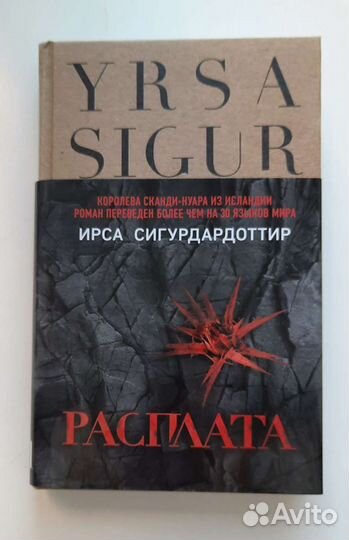 YRSA
SIGUR
КОРОЛЕВА СКАНДИ-НУАРА ИЗ ИСЛАНДИИ
РОМАН ПЕРЕВЕДЕН БОЛЕЕ ЧЕМ НА 30 ЯЗЫКОВ МИРА
ИРСА СИГУРДАРДОТТИР
РАСПЛАТА
Avito